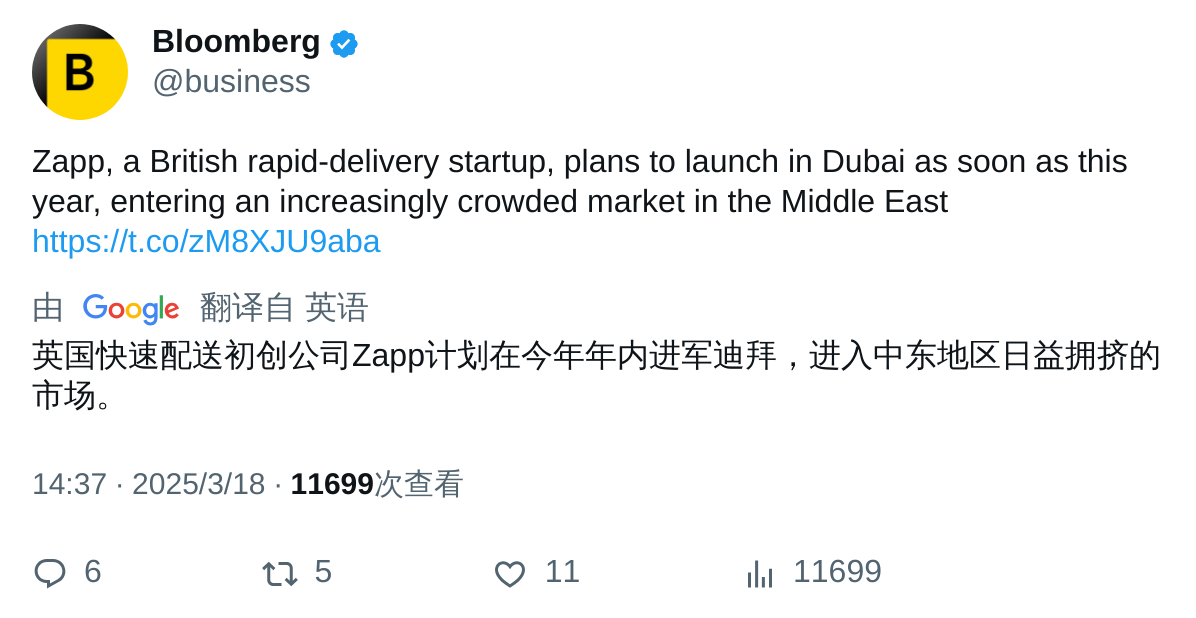 B
Bloomberg
@business
Zapp, a British rapid-delivery startup, plans to launch in Dubai as soon as this
year, entering an increasingly crowded market in the Middle East
https://t.co/zM8XJU9aba
由 Google 翻译自 英语
英国快速配送初创公司Zapp计划在今年年内进军迪拜，进入中东地区日益拥挤的
市场。
14:37 · 2025/3/18 · 11699次查看
6 5 11 11699